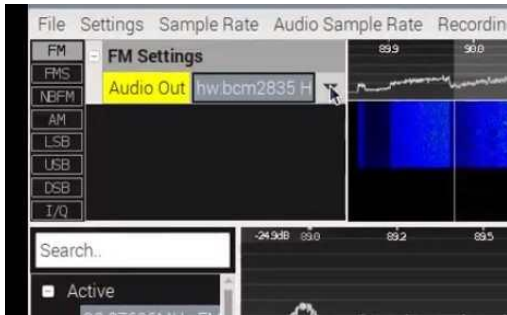 File Settings Sample Rate Audio Sample Rate Recordin
FM
FMS
NBFM
AM
LSB
USB
DSB
I/Q
FM Settings
Audio Out hw:bcm2835 H
89.9 90.0
-24.9dB 89.0 89.2 89.5
Search..
Active